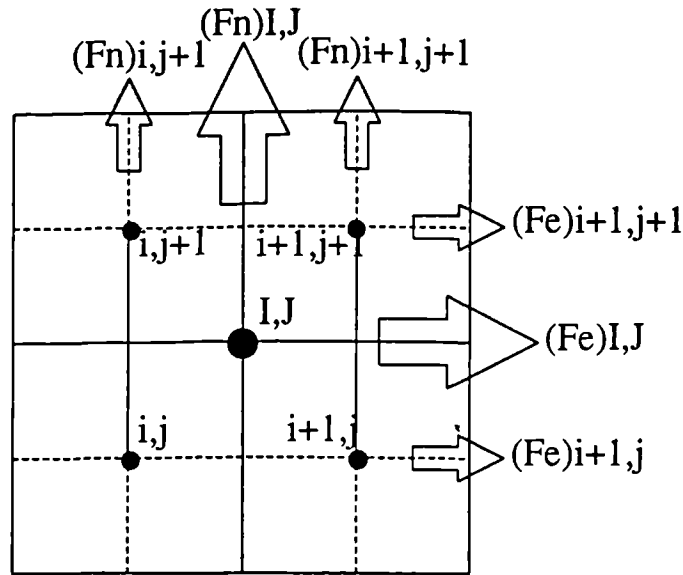 (Fn)I,J
(Fn)i,j+1
(Fn)i+1,j+1
i,j+1
i+1,j+1
(Fe)i+1,j+1
I,J
(Fe)I,J
i,j
i+1,j
(Fe)i+1,j